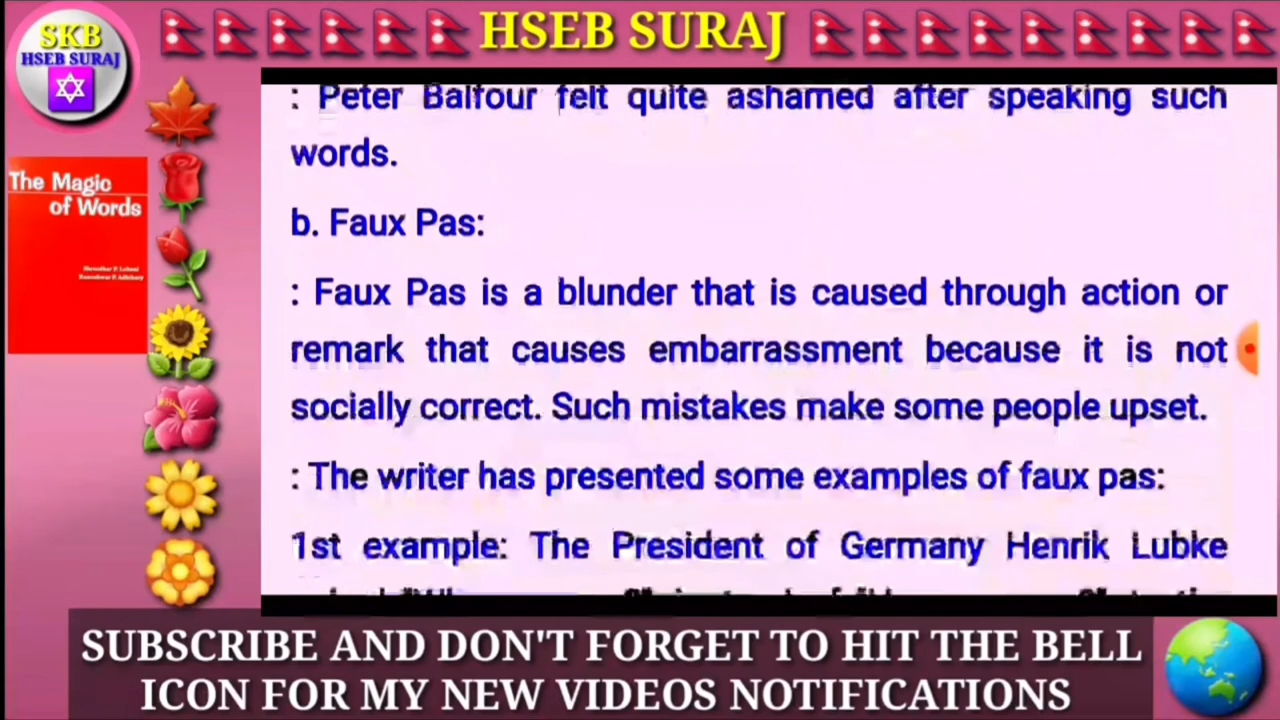 SKB
HSEB SURAJ
HSEB SURAJ
The Magic
of Words
: Peter Balfour felt quite ashamed after speaking such
words.
b. Faux Pas:
: Faux Pas is a blunder that is caused through action or
remark that causes embarrassment because it is not
socially correct. Such mistakes make some people upset.
: The writer has presented some examples of faux pas:
1st example: The President of Germany Henrik Lubke
SUBSCRIBE AND DON'T FORGET TO HIT THE BELL
ICON FOR MY NEW VIDEOS NOTIFICATIONS